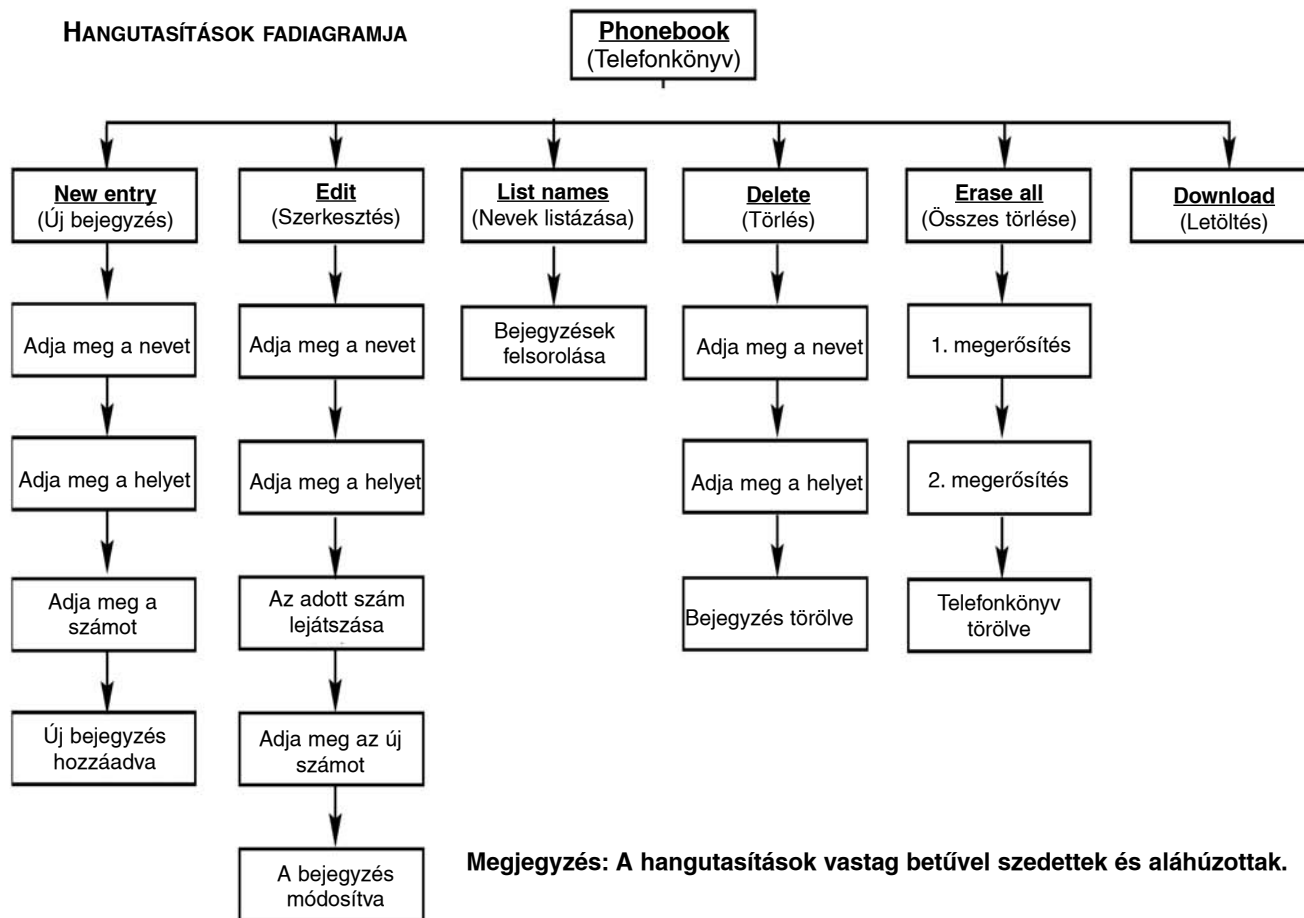 HANGUTASÍTÁSOK FADIAGRAMJA
Phonebook
(Telefonkönyv)
New entry
(Új bejegyzés)
Adja meg a nevet
Adja meg a helyet
Adja meg a
számot
Új bejegyzés
hozzáadva
Edit
(Szerkesztés)
Adja meg a nevet
Adja meg a helyet
Az adott szám
lejátszása
Adja meg az új
számot
A bejegyzés
módosítva
List names
(Nevek listázása)
Bejegyzések
felsorolása
Delete
(Törlés)
Adja meg a nevet
Adja meg a helyet
Bejegyzés törölve
Erase all
(Összes törlése)
1. megerősítés
2. megerősítés
Telefonkönyv
törölve
Download
(Letöltés)
Megjegyzés: A hangutasítások vastag betűvel szedettek és aláhúzottak.